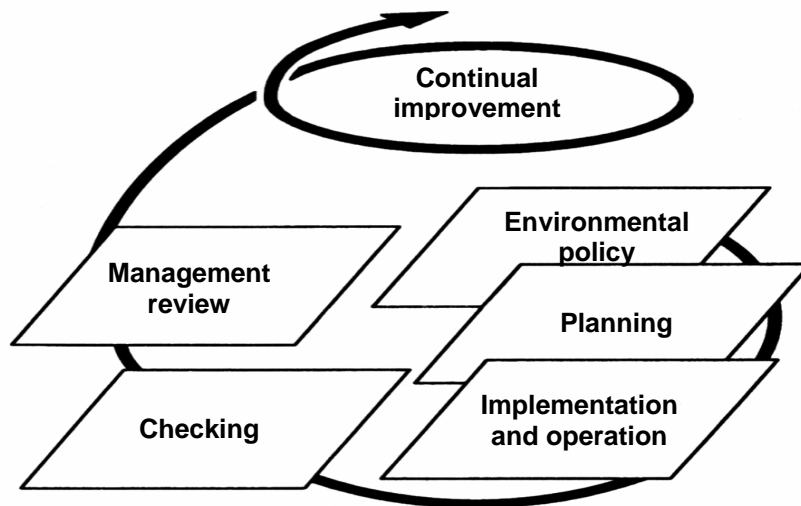 Continual
improvement
Environmental
policy
Management
review
Planning
Implementation
and operation
Checking